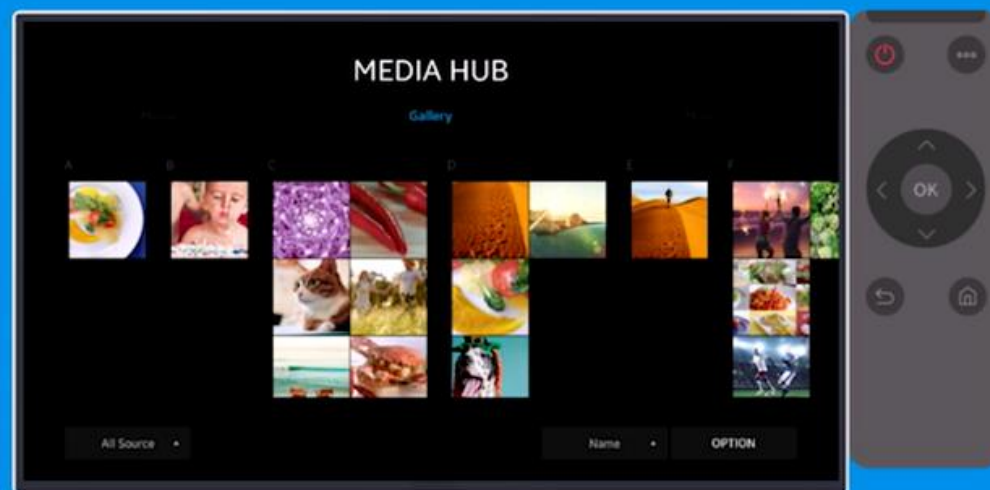 MEDIA HUB
Gallery
A B C D E F
All Source
Name
OPTION
OK